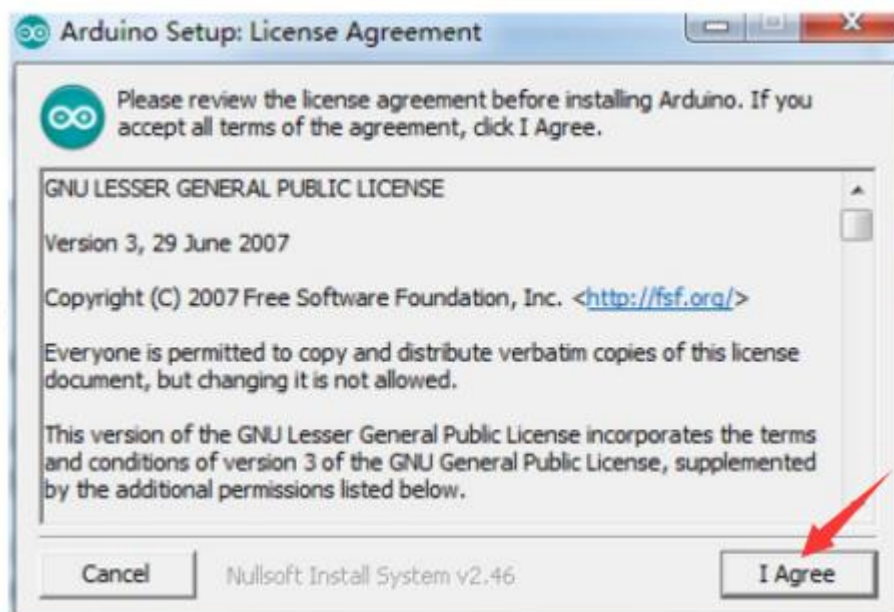 Arduino Setup: License Agreement
Please review the license agreement before installing Arduino. If you
accept all terms of the agreement, click I Agree.
GNU LESSER GENERAL PUBLIC LICENSE
Version 3, 29 June 2007
Copyright (C) 2007 Free Software Foundation, Inc. <http://fsf.org/>
Everyone is permitted to copy and distribute verbatim copies of this license
document, but changing it is not allowed.
This version of the GNU Lesser General Public License incorporates the terms
and conditions of version 3 of the GNU General Public License, supplemented
by the additional permissions listed below.
Cancel
Nullsoft Install System v2.46
I Agree